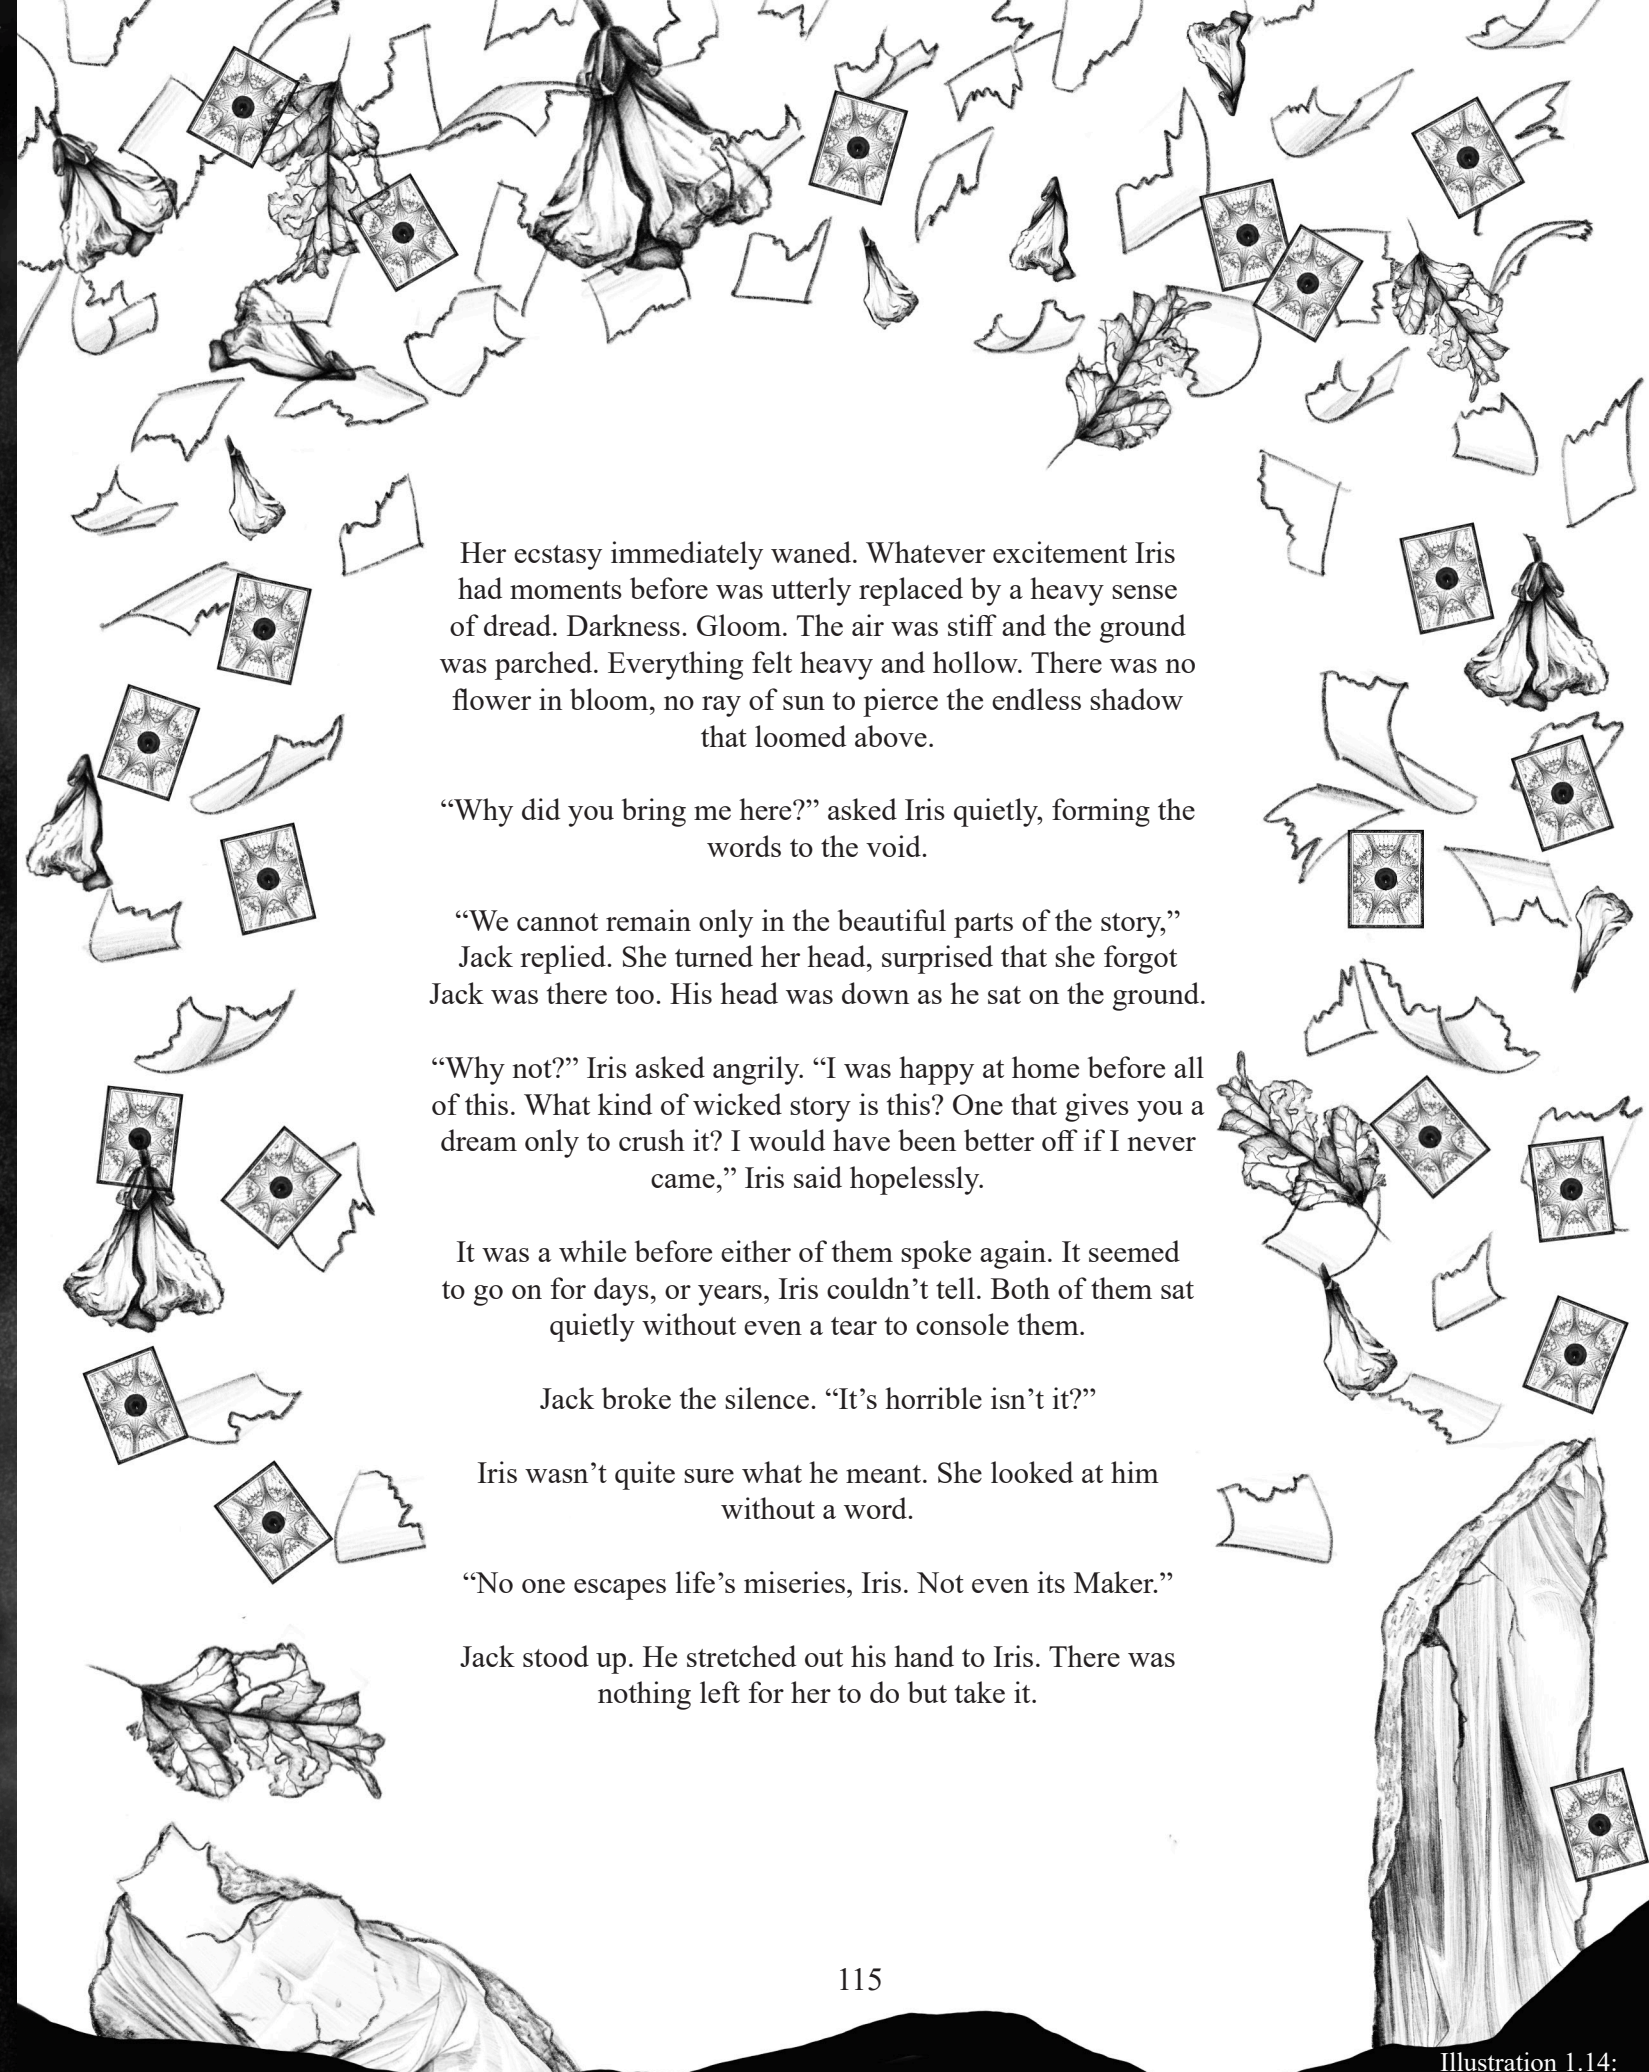 Her ecstasy immediately waned. Whatever excitement Iris
had moments before was utterly replaced by a heavy sense
of dread. Darkness. Gloom. The air was stiff and the ground
was parched. Everything felt heavy and hollow. There was no
flower in bloom, no ray of sun to pierce the endless shadow
that loomed above.
“Why did you bring me here?” asked Iris quietly, forming the
words to the void.
“We cannot remain only in the beautiful parts of the story,”
Jack replied. She turned her head, surprised that she forgot
Jack was there too. His head was down as he sat on the ground.
“Why not?” Iris asked angrily. “I was happy at home before all
of this. What kind of wicked story is this? One that gives you a
dream only to crush it? I would have been better off if I never
came,” Iris said hopelessly.
It was a while before either of them spoke again. It seemed
to go on for days, or years, Iris couldn’t tell. Both of them sat
quietly without even a tear to console them.
Jack broke the silence. “It’s horrible isn’t it?”
Iris wasn’t quite sure what he meant. She looked at him
without a word.
“No one escapes life’s miseries, Iris. Not even its Maker.”
Jack stood up. He stretched out his hand to Iris. There was
nothing left for her to do but take it.
115
Illustration 1.14: